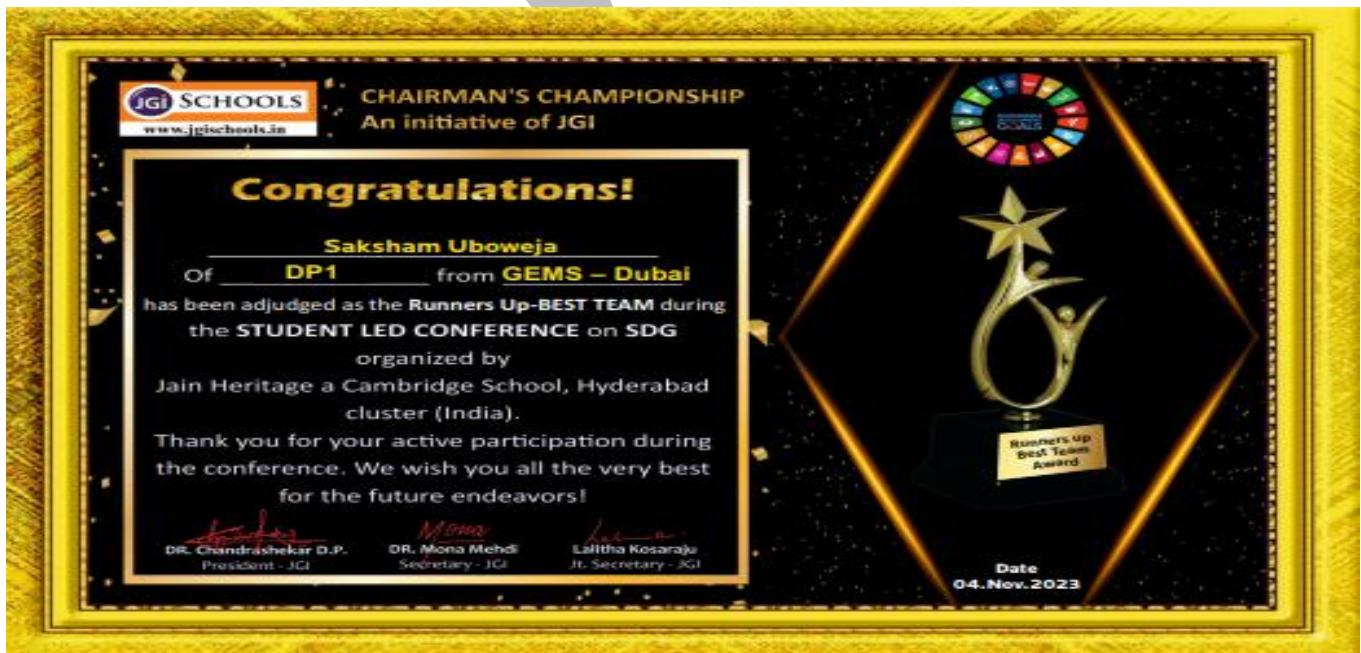 JGi SCHOOLS
www.jgischools.in
CHAIRMAN'S CHAMPIONSHIP
An initiative of JGI
Congratulations!
Saksham Uboweja
Of DP1 from GEMS – Dubai
has been adjudged as the Runners Up-BEST TEAM during
the STUDENT LED CONFERENCE on SDG
organized by
Jain Heritage a Cambridge School, Hyderabad
cluster (India).
Thank you for your active participation during
the conference. We wish you all the very best
for the future endeavors!
DR. Chandrashekar D.P. DR. Mona Mehdi Lalitha Kosaraju
President - JGI Secretary - JGI Jt. Secretary - JGI
GOALS
Runners up
Best Team
Award
Date
04.Nov.2023